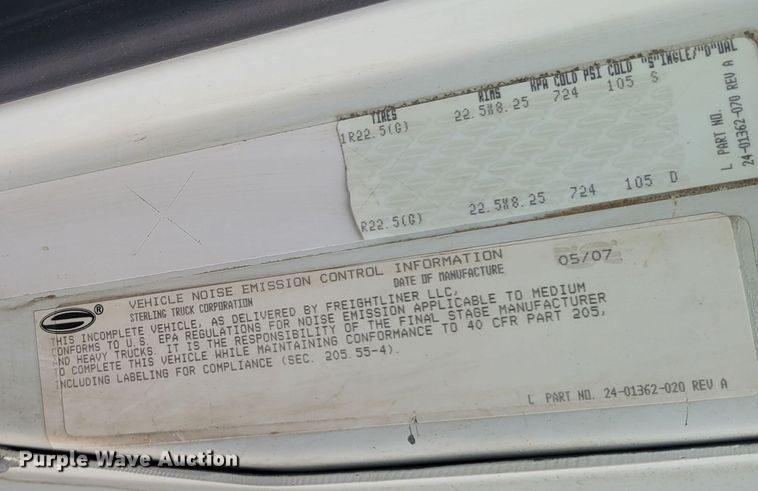 TIRES RIMS KPA COLD PSI COLD "S"INGLE/"D"UAL
1R22.5(G) 22.5X8.25 724 105 S
R22.5(G) 22.5X8.25 724 105 D
L PART NO.
24-01362-070 REV A
®
VEHICLE NOISE EMISSION CONTROL INFORMATION
STERLING TRUCK CORPORATION DATE OF MANUFACTURE 05/07
THIS INCOMPLETE VEHICLE, AS DELIVERED BY FREIGHTLINER LLC,
CONFORMS TO U.S. EPA REGULATIONS FOR NOISE EMISSION APPLICABLE TO MEDIUM
AND HEAVY TRUCKS. IT IS THE RESPONSIBILITY OF THE FINAL STAGE MANUFACTURER
TO COMPLETE THIS VEHICLE WHILE MAINTAINING CONFORMANCE TO 40 CFR PART 205,
INCLUDING LABELING FOR COMPLIANCE (SEC. 205.55-4).
L PART NO. 24-01362-020 REV A
Purple Wave Auction